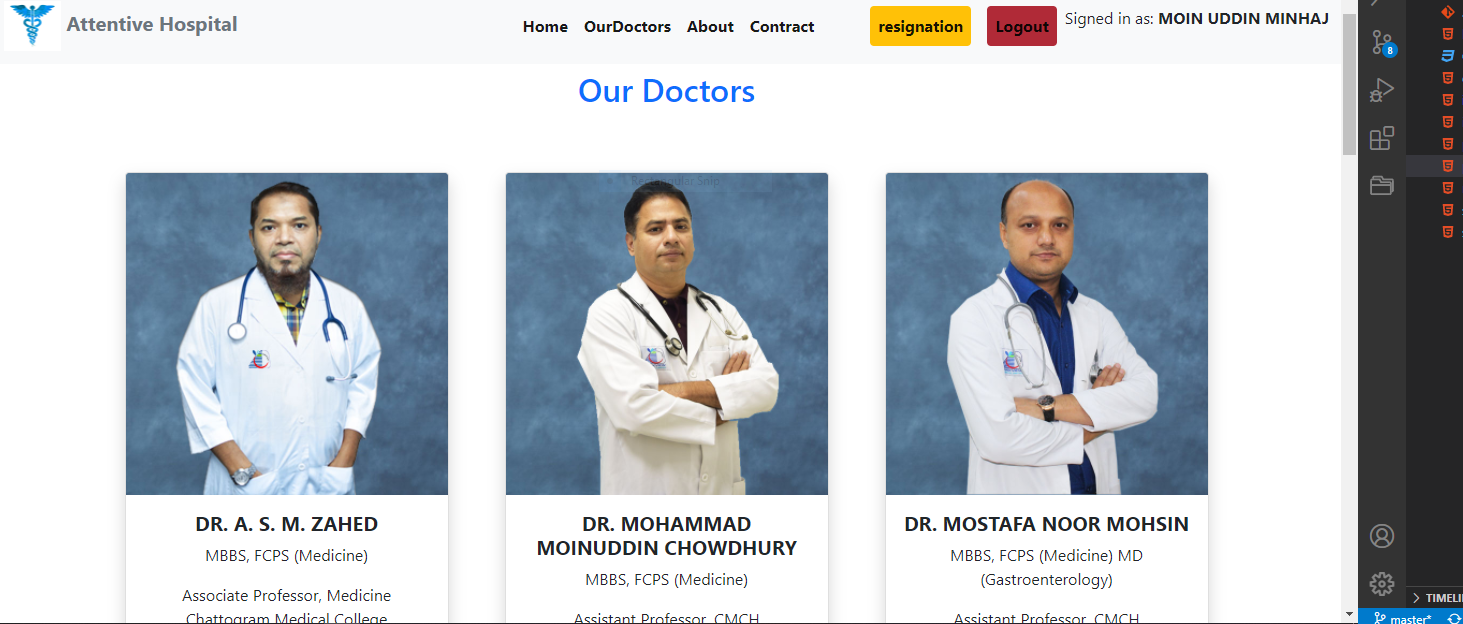 Attentive Hospital
Home OurDoctors About Contract
resignation
Logout
Signed in as: MOIN UDDIN MINHAJ
8
Our Doctors
Rectangular Snip
DR. A. S. M. ZAHED
MBBS, FCPS (Medicine)
Associate Professor, Medicine
Chattogram Medical College
DR. MOHAMMAD
MOINUDDIN CHOWDHURY
MBBS, FCPS (Medicine)
Assistant Professor, CMCH
DR. MOSTAFA NOOR MOHSIN
MBBS, FCPS (Medicine) MD
(Gastroenterology)
Assistant Professor, CMCH
master*